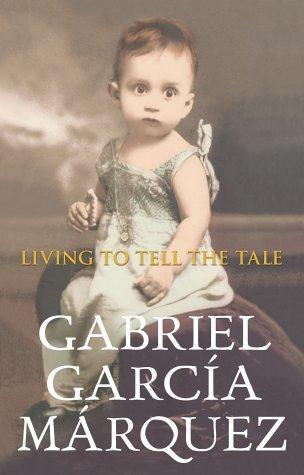 LIVING TO TELL THE TALE
GABRIEL
GARCÍA
MÁRQUEZ